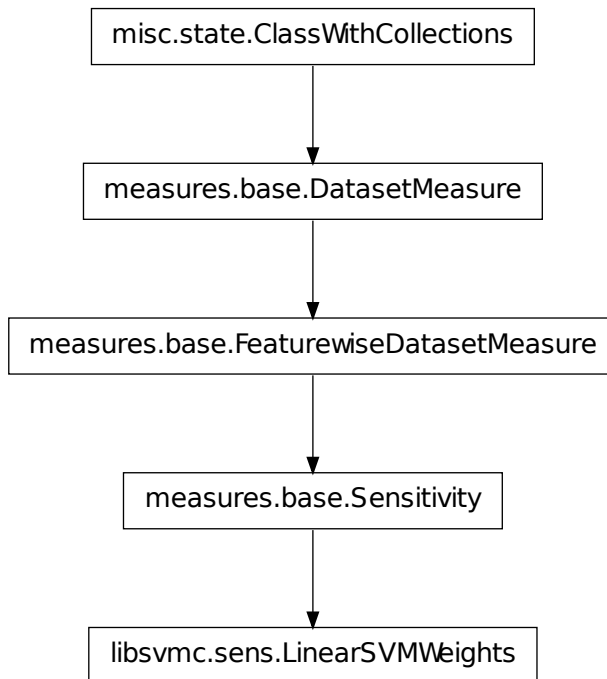 misc.state.ClassWithCollections
measures.base.DatasetMeasure
measures.base.FeaturewiseDatasetMeasure
measures.base.Sensitivity
libsvmc.sens.LinearSVMWeights